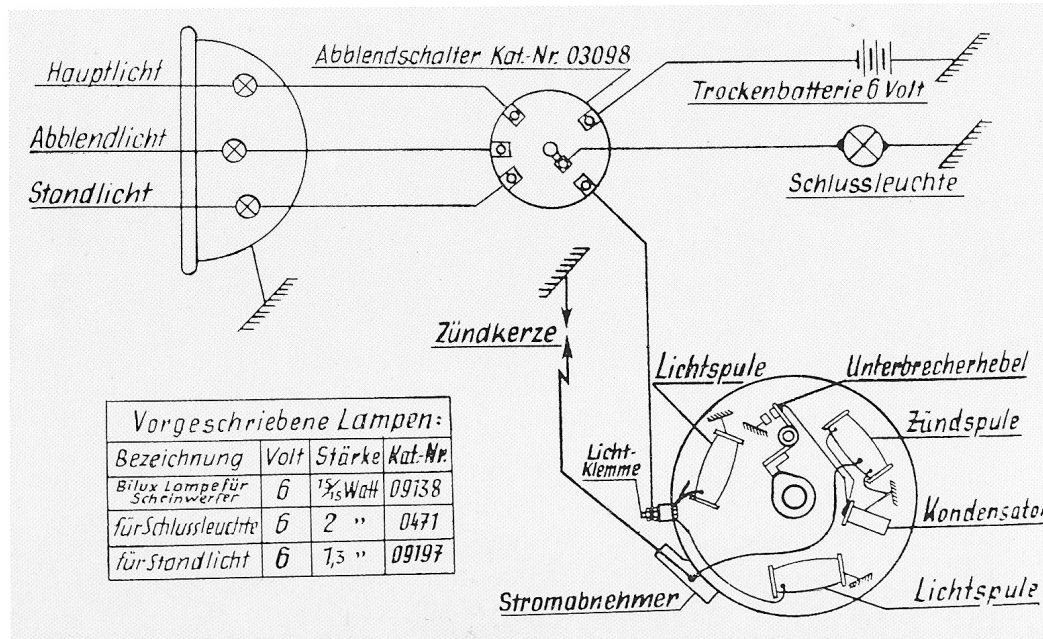 Abblendschalter Kat.-Nr. 03098
Hauptlicht
Abblendlicht
Standlicht
Trockenbatterie 6 Volt
Schlussleuchte
Zündkerze
Lichtspule
Unterbrecherhebel
Zündspule
Licht-
Klemme
Kondensator
Lichtspule
Stromabnehmer
Vorgeschriebene Lampen:
Bezeichnung Volt Stärke Kat.-Nr.
Bilux Lampe für
Scheinwerfer 6 15/15 Watt 09138
für Schlussleuchte 6 2 " 0471
für Standlicht 6 1,3 " 09197